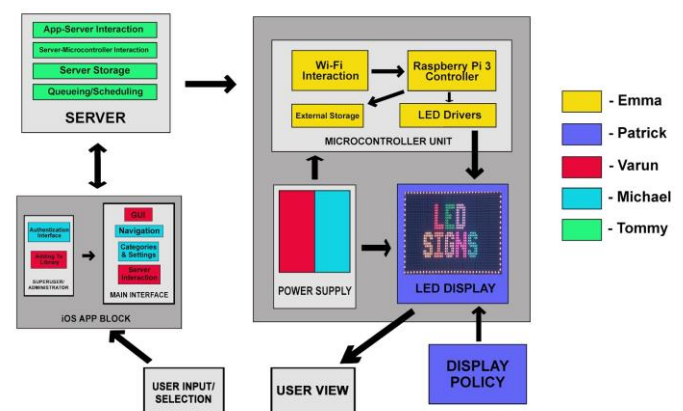 App-Server Interaction
Server-Microcontroller Interaction
Server Storage
Queueing/Scheduling
SERVER
Wi-Fi
Interaction
Raspberry Pi 3
Controller
External Storage
LED Drivers
MICROCONTROLLER UNIT
- Emma
- Patrick
- Varun
- Michael
- Tommy
Authentication
Interface
Adding To
Library
SUPERUSER/
ADMINISTRATOR
GUI
Navigation
Categories
& Settings
Server
Interaction
MAIN INTERFACE
iOS APP BLOCK
POWER SUPPLY
LED
SIGNS
LED DISPLAY
USER INPUT/
SELECTION
USER VIEW
DISPLAY
POLICY